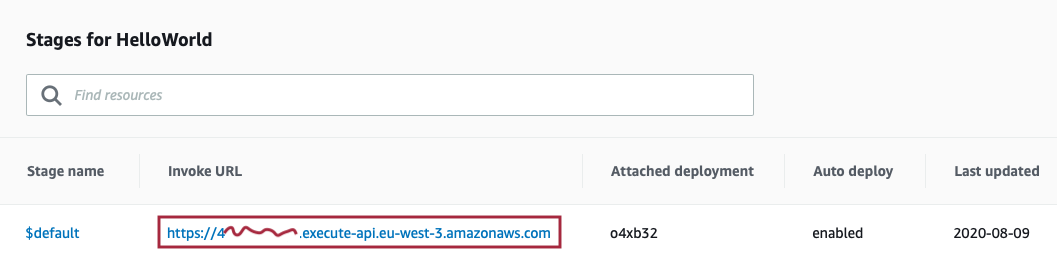 Stages for HelloWorld
Find resources
Stage name Invoke URL Attached deployment Auto deploy Last updated
$default https://4 .execute-api.eu-west-3.amazonaws.com o4xb32 enabled 2020-08-09